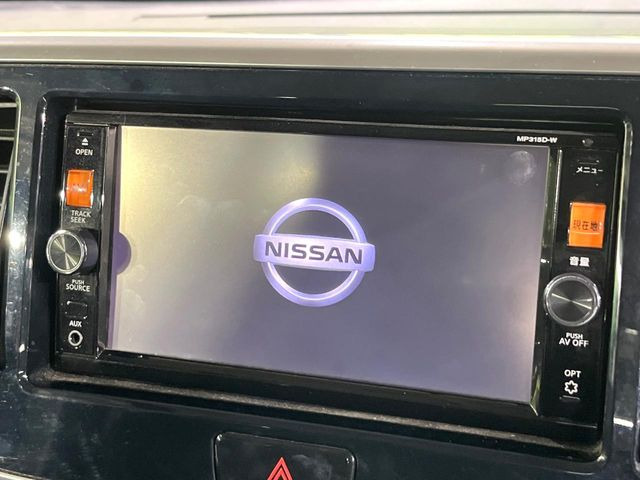 MP315D-W
OPEN
TRACK
SEEK
PUSH
SOURCE
AUX
NISSAN
メニュー
現在地
音量
PUSH
AV OFF
OPT